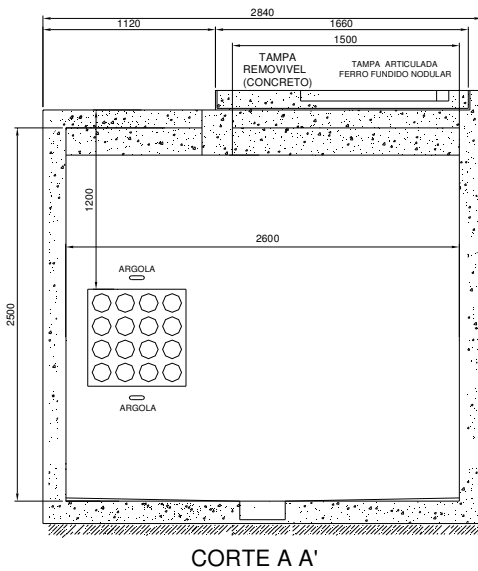 2840
1120
1660
1500
TAMPA
REMOVIVEL
(CONCRETO)
TAMPA ARTICULADA
FERRO FUNDIDO NODULAR
1200
2600
2500
ARGOLA
ARGOLA
CORTE A A'